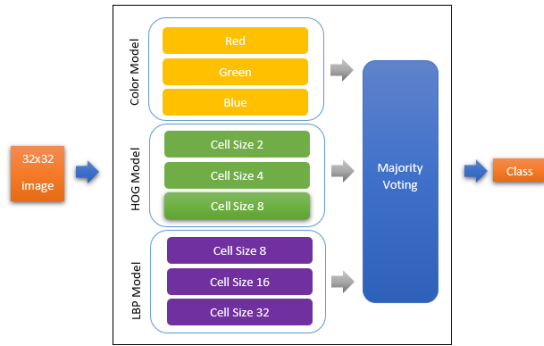 32x32
image
Color Model
Red
Green
Blue
HOG Model
Cell Size 2
Cell Size 4
Cell Size 8
LBP Model
Cell Size 8
Cell Size 16
Cell Size 32
Majority
Voting
Class